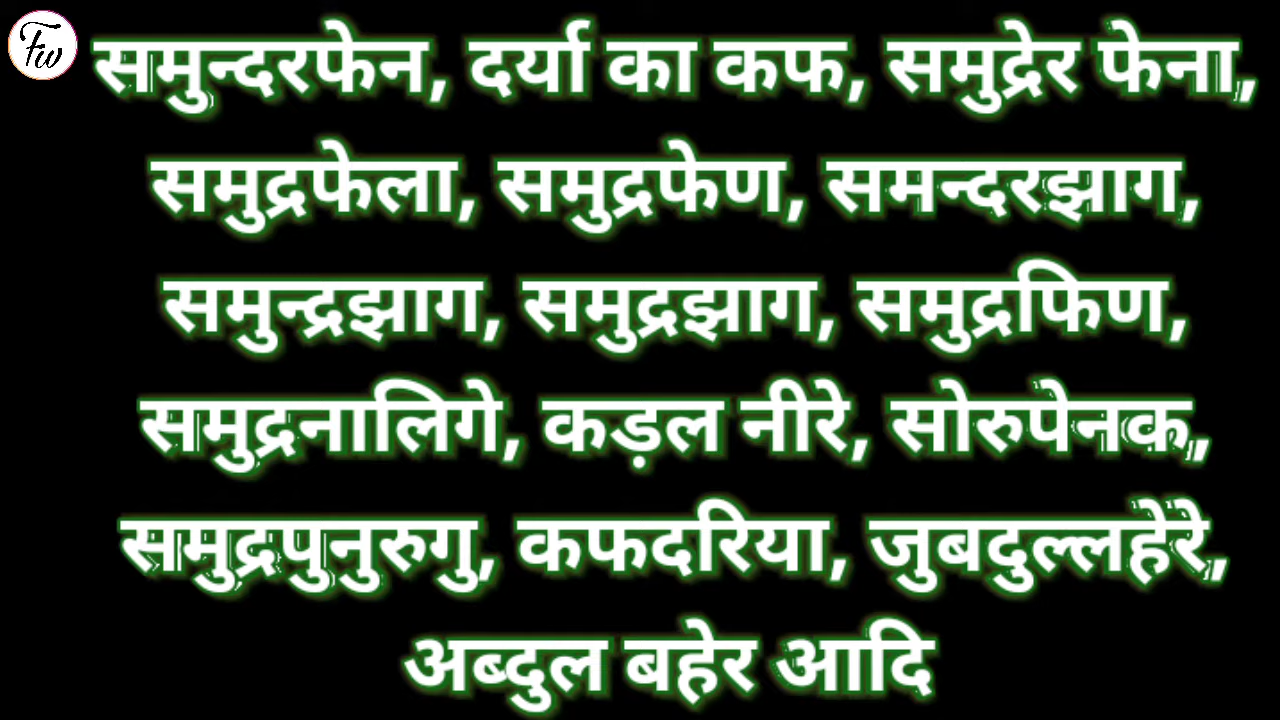 Fw
समुन्दरफेन, दर्या का कफ, समुद्रेर फेना,
समुद्रफेला, समुद्रफेण, समन्दरझाग,
समुन्द्रझाग, समुद्रझाग, समुद्रफिण,
समुद्रनालिगे, कड़ल नीरे, सोरुपेनक,
समुद्रपुनुरुगु, कफदरिया, जुबदुल्लहेरे,
अब्दुल बहेर आदि